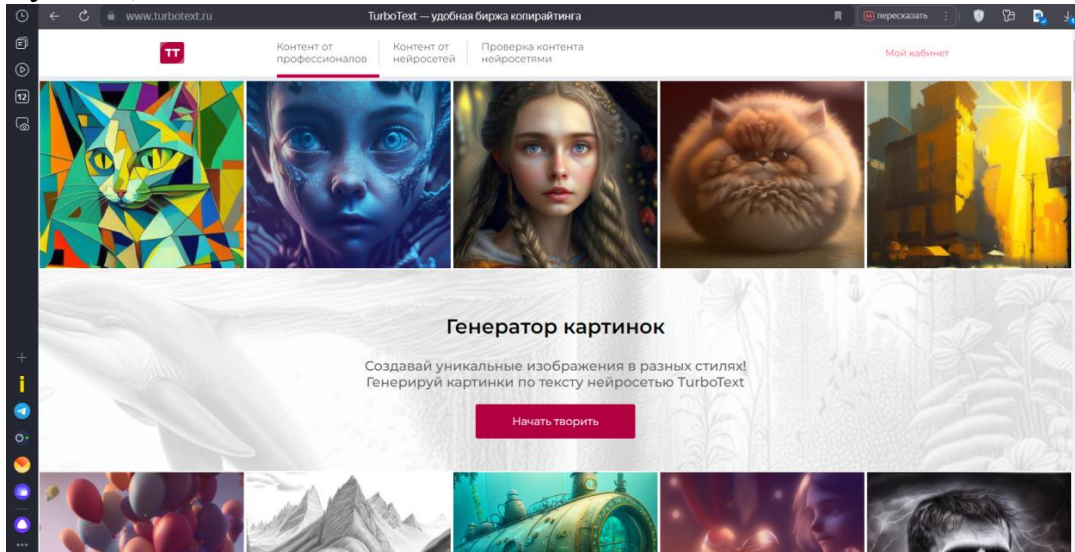 www.turbotext.ru
TurboText — удобная биржа копирайтинга
пересказать
TT
Контент от
профессионалов
Контент от
нейросетей
Проверка контента
нейросетями
Мой кабинет
12
Генератор картинок
Создавай уникальные изображения в разных стилях!
Генерируй картинки по тексту нейросетью TurboText
Начать творить